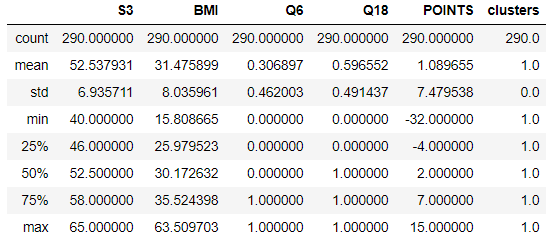 S3 BMI Q6 Q18 POINTS clusters
count 290.000000 290.000000 290.000000 290.000000 290.000000 290.0
mean 52.537931 31.475899 0.306897 0.596552 1.089655 1.0
std 6.935711 8.035961 0.462003 0.491437 7.479538 0.0
min 40.000000 15.808665 0.000000 0.000000 -32.000000 1.0
25% 46.000000 25.979523 0.000000 0.000000 -4.000000 1.0
50% 52.500000 30.172632 0.000000 1.000000 2.000000 1.0
75% 58.000000 35.524398 1.000000 1.000000 7.000000 1.0
max 65.000000 63.509703 1.000000 1.000000 15.000000 1.0